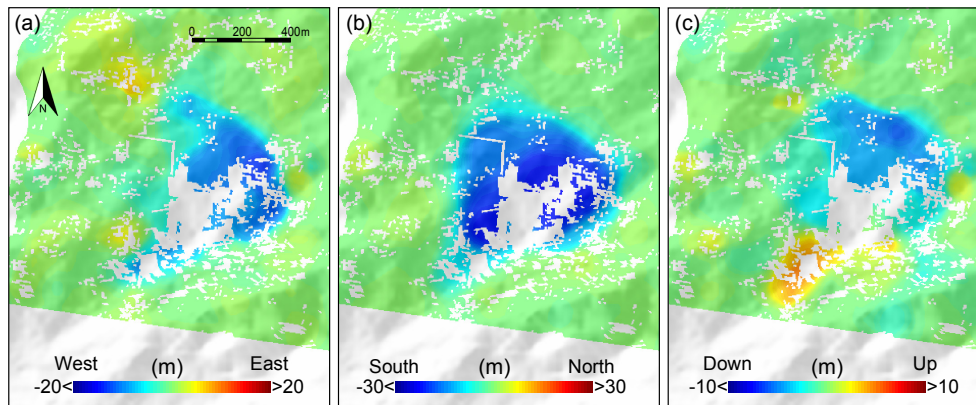 (a)
0 200 400m
N
West (m) East
-20< >20
(b)
South (m) North
-30< >30
(c)
Down (m) Up
-10< >10